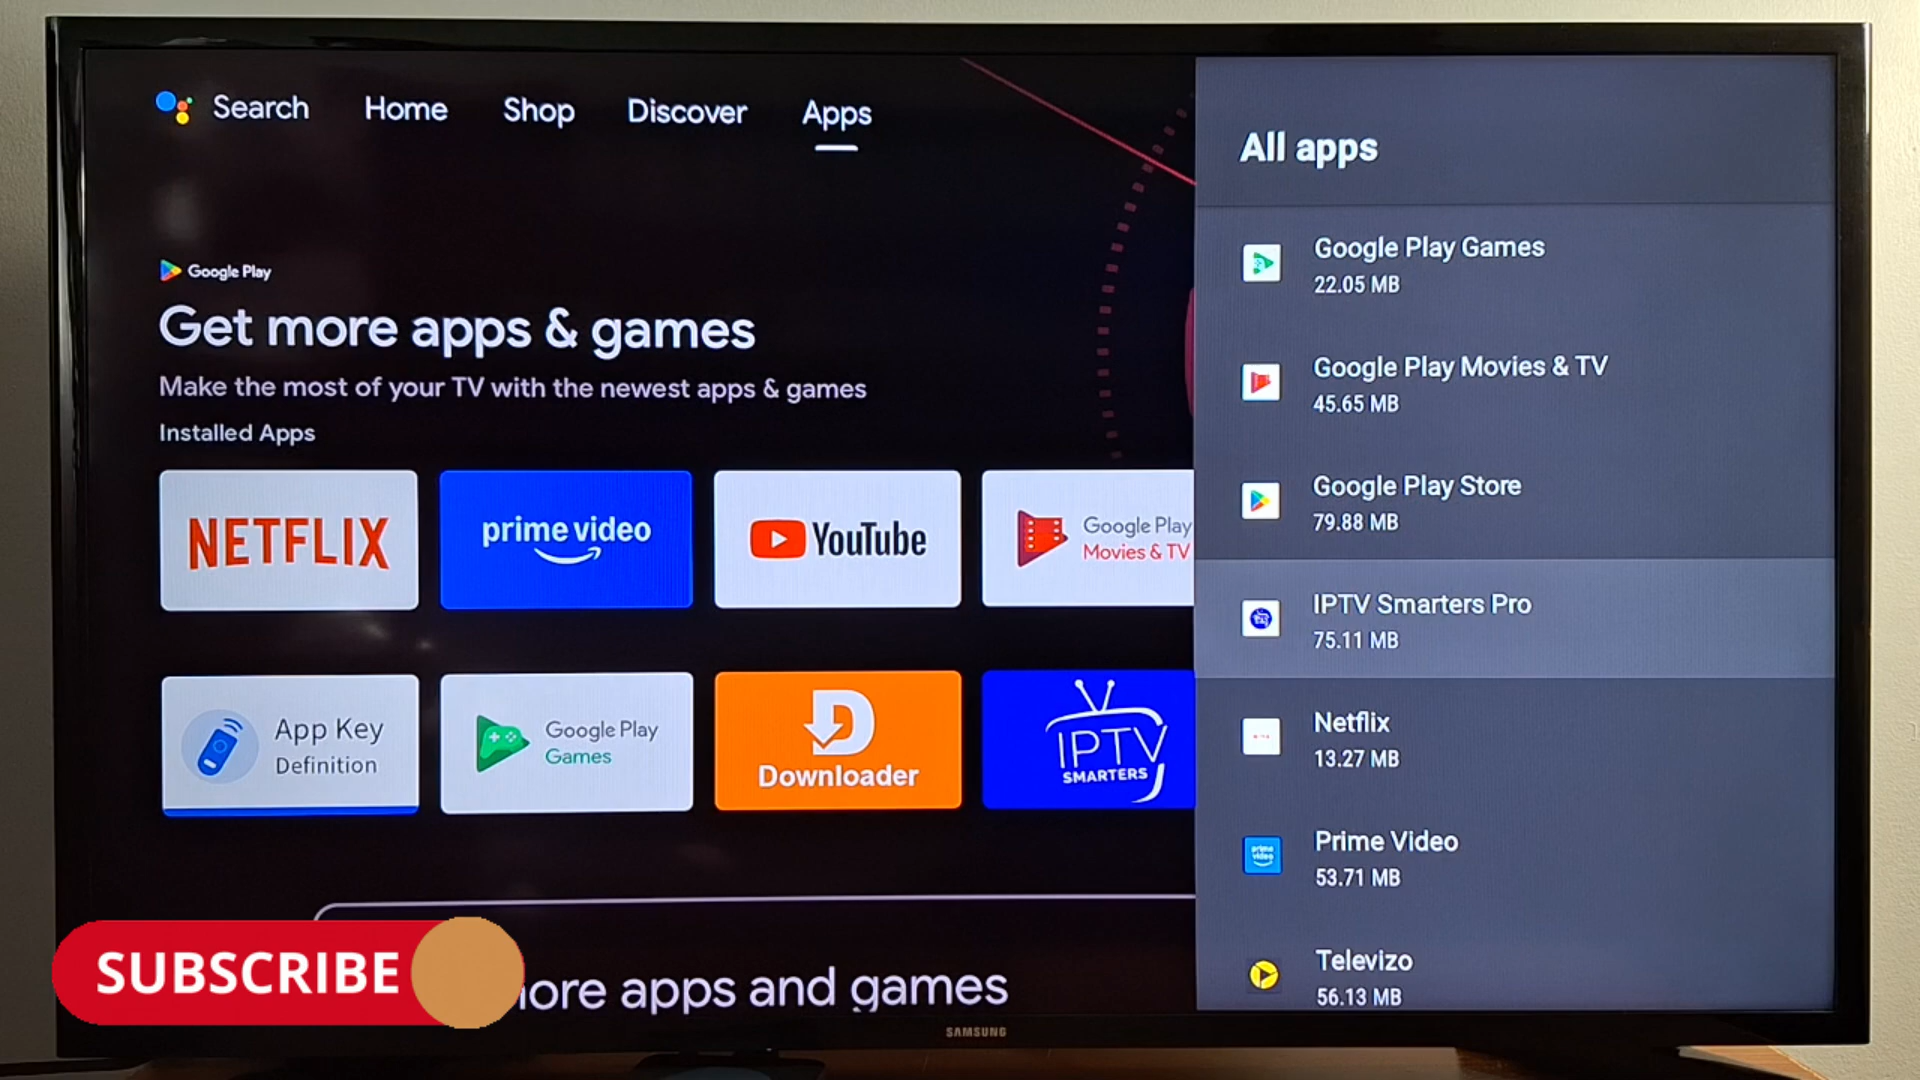 Search Home Shop Discover Apps
Google Play
Get more apps & games
Make the most of your TV with the newest apps & games
Installed Apps
NETFLIX
prime video
YouTube
Google Play
Movies & TV
App Key
Definition
Google Play
Games
D
Downloader
IPTV
SMARTERS
ore apps and games
SUBSCRIBE
All apps
Google Play Games
22.05 MB
Google Play Movies & TV
45.65 MB
Google Play Store
79.88 MB
IPTV Smarters Pro
75.11 MB
Netflix
13.27 MB
Prime Video
53.71 MB
prime
video
Televizo
56.13 MB
SAMSUNG